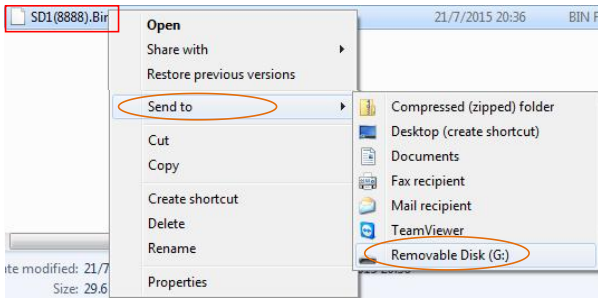 SD1(8888).Bin 21/7/2015 20:36 BIN F
Open
Share with
Restore previous versions
Send to
Cut
Copy
Create shortcut
Delete
Rename
Properties
Compressed (zipped) folder
Desktop (create shortcut)
Documents
Fax recipient
Mail recipient
TeamViewer
Removable Disk (G:)
te modified: 21/7
Size: 29.6